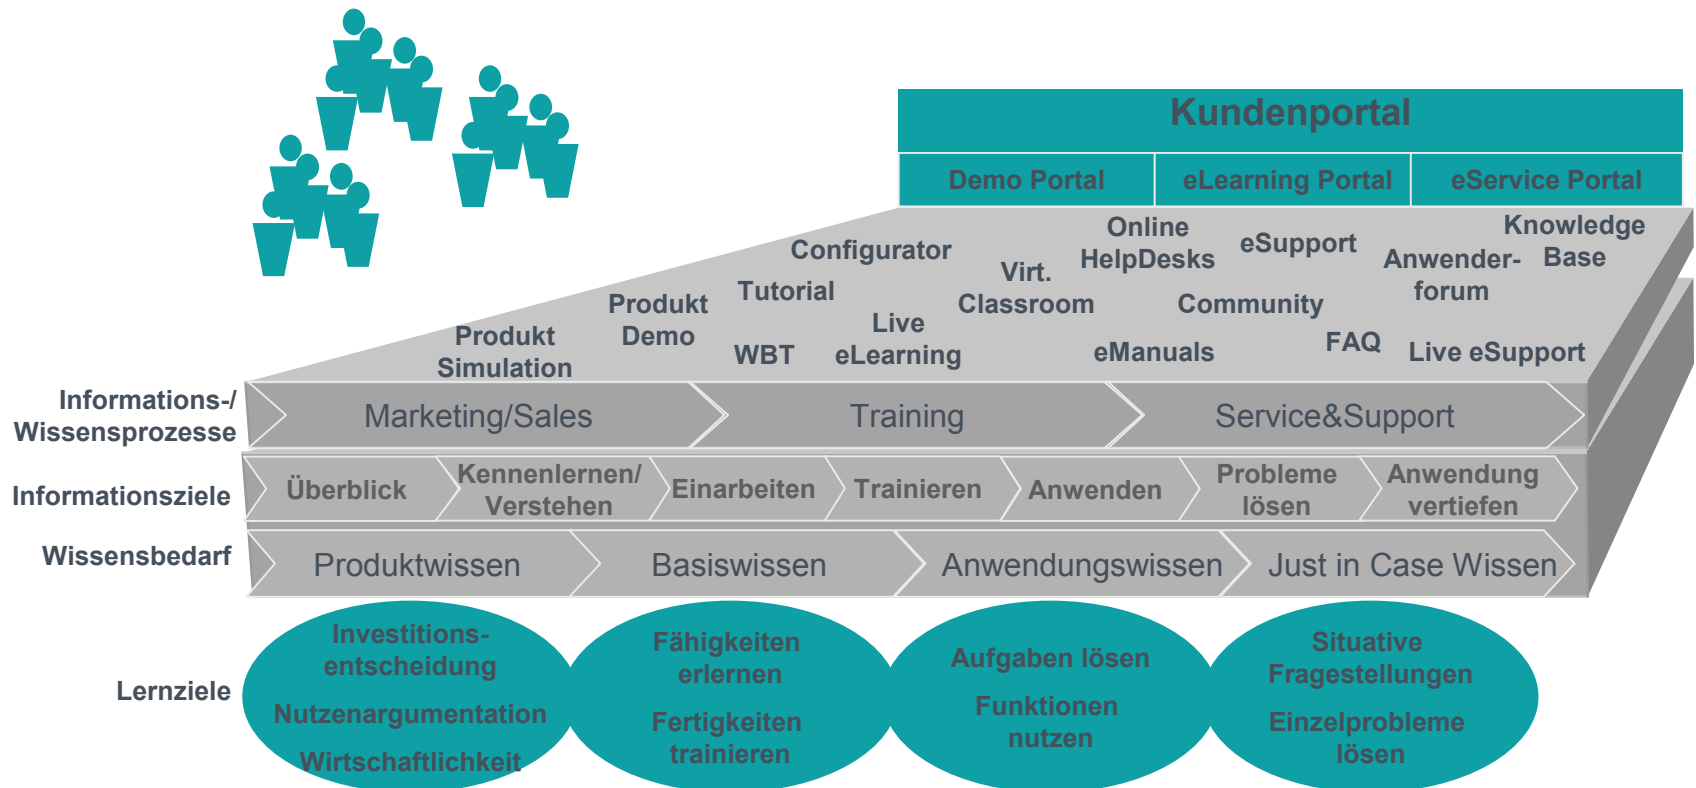 Kundenportal
Demo Portal
eLearning Portal
eService Portal
Configurator
Online
HelpDesks
eSupport
Knowledge
Base
Tutorial
Virt.
Classroom
Anwender-
forum
Produkt
Demo
Community
Produkt
Simulation
WBT
Live
eLearning
eManuals
FAQ
Live eSupport
Informations-/
Wissensprozesse
Marketing/Sales
Training
Service&Support
Informationsziele
Überblick
Kennenlernen/
Verstehen
Einarbeiten
Trainieren
Anwenden
Probleme
lösen
Anwendung
vertiefen
Wissensbedarf
Produktwissen
Basiswissen
Anwendungswissen
Just in Case Wissen
Lernziele
Investitions-
entscheidung
Nutzenargumentation
Wirtschaftlichkeit
Fähigkeiten
erlernen
Fertigkeiten
trainieren
Aufgaben lösen
Funktionen
nutzen
Situative
Fragestellungen
Einzelprobleme
lösen